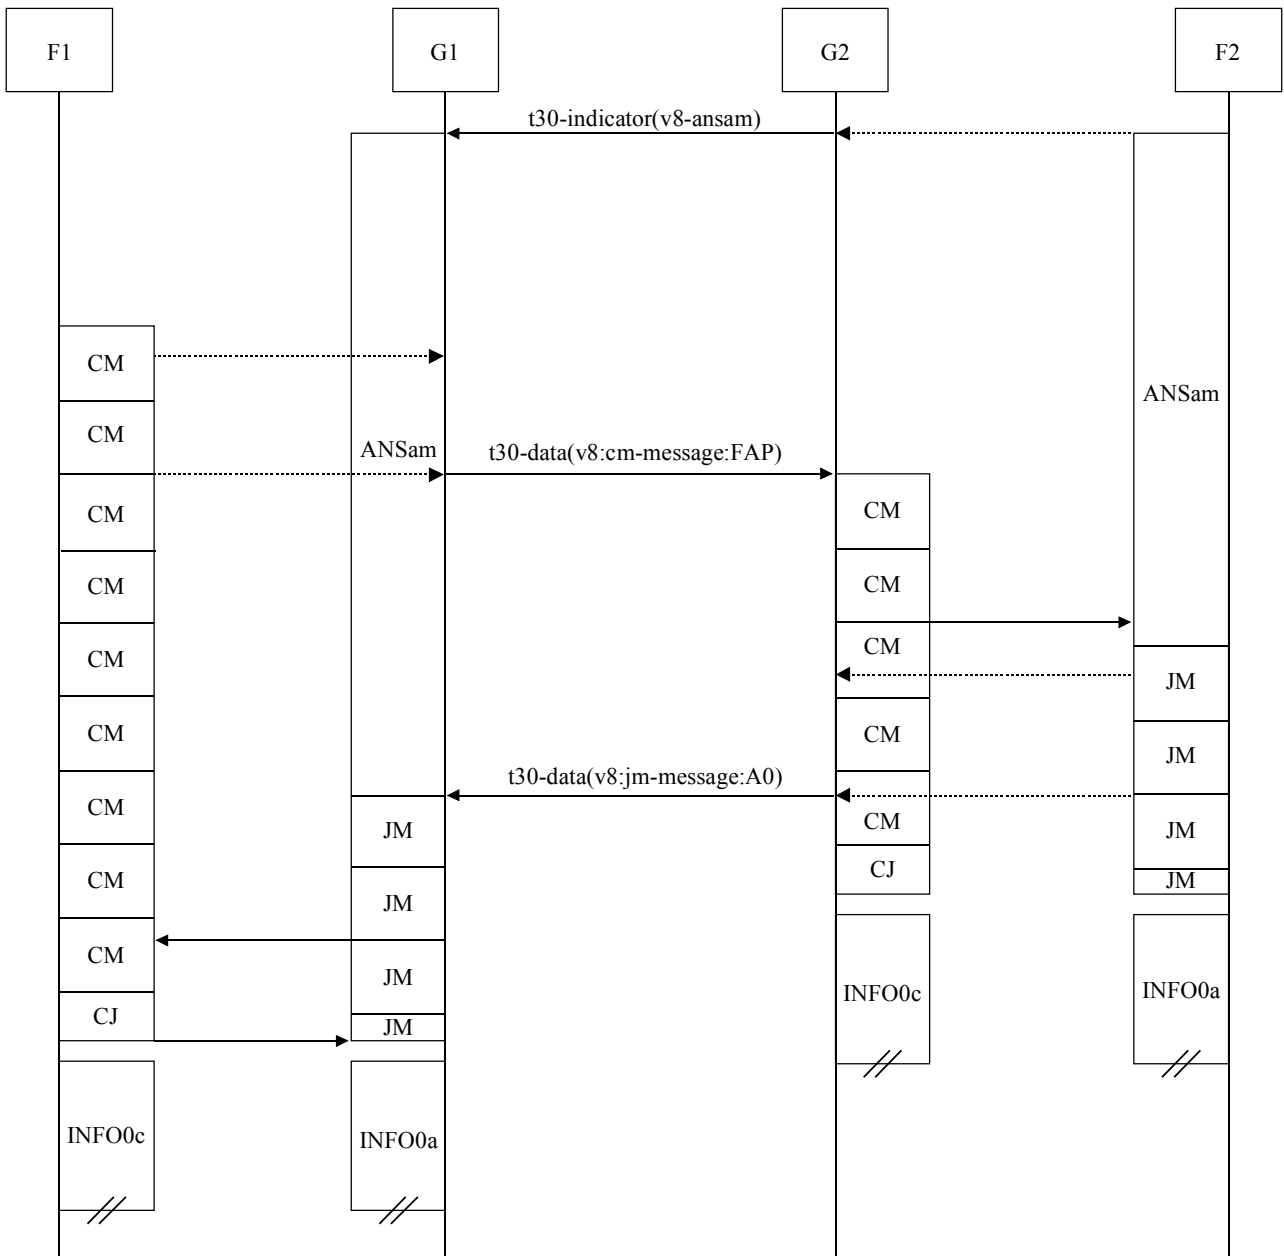 F1
G1
G2
F2
t30-indicator(v8-ansam)
CM
ANSam
CM
ANSam
t30-data(v8:cm-message:FAP)
CM
CM
CM
CM
CM
CM
JM
CM
CM
JM
t30-data(v8:jm-message:A0)
CM
CM
JM
JM
CM
CJ
JM
JM
CM
INFO0c
INFO0a
JM
CJ
JM
INFO0c
INFO0a